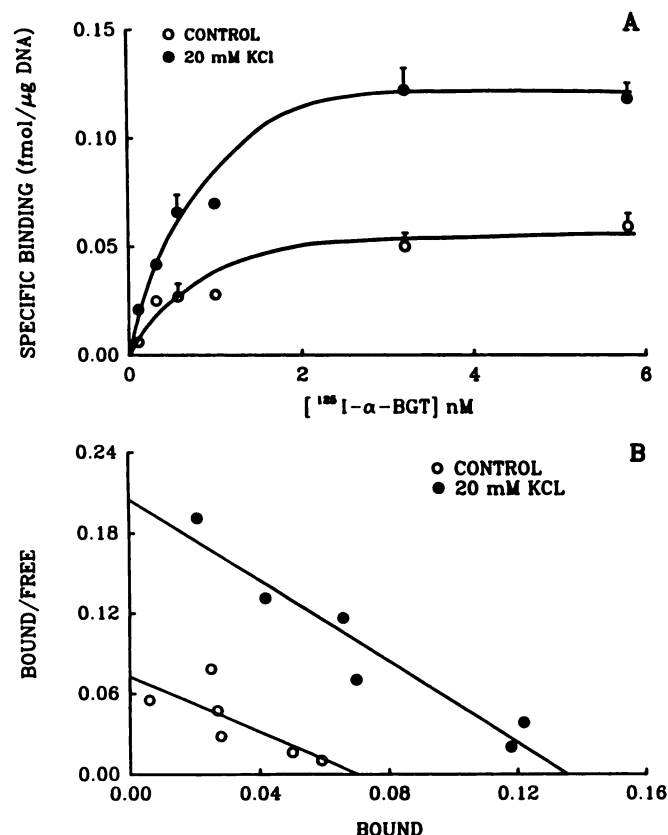 A
CONTROL
20 mM KCl
SPECIFIC BINDING (fmol/µg DNA)
0.15
0.10
0.05
0.00
0 2 4 6
[ ¹²⁵I-α-BGT] nM
B
CONTROL
20 mM KCL
BOUND/FREE
0.24
0.18
0.12
0.06
0.00
0.00 0.04 0.08 0.12 0.16
BOUND